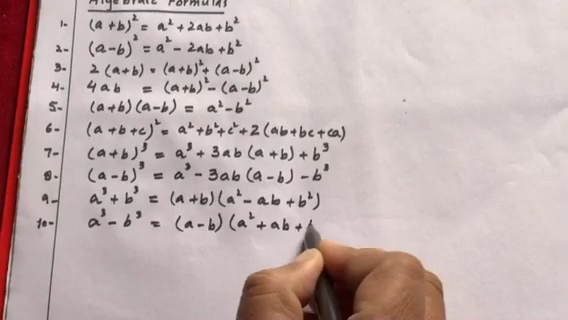 Algebraic Formulas
1- (a+b)² = a² + 2ab + b²
2- (a-b)² = a² - 2ab + b²
3- 2(a+b) = (a+b)² + (a-b)²
4- 4ab = (a+b)² - (a-b)²
5- (a+b)(a-b) = a² - b²
6- (a+b+c)² = a² + b² + c² + 2(ab+bc+ca)
7- (a+b)³ = a³ + 3ab(a+b) + b³
8- (a-b)³ = a³ - 3ab(a-b) - b³
9- a³ + b³ = (a+b)(a² - ab + b²)
10- a³ - b³ = (a-b)(a² + ab +